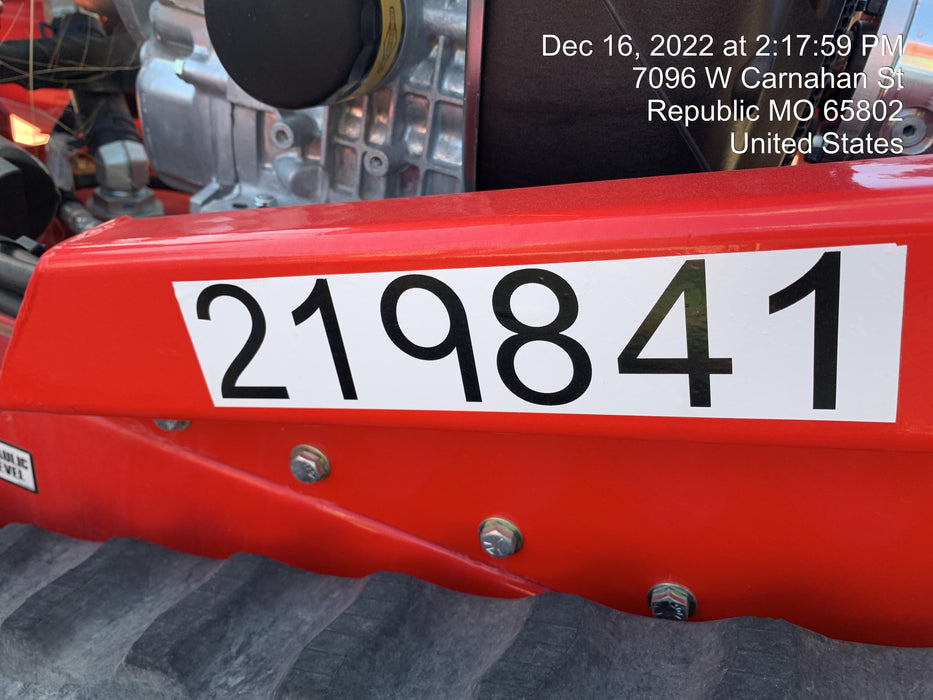 Dec 16, 2022 at 2:17:59 PM
7096 W Carnahan St
Republic MO 65802
United States
219841